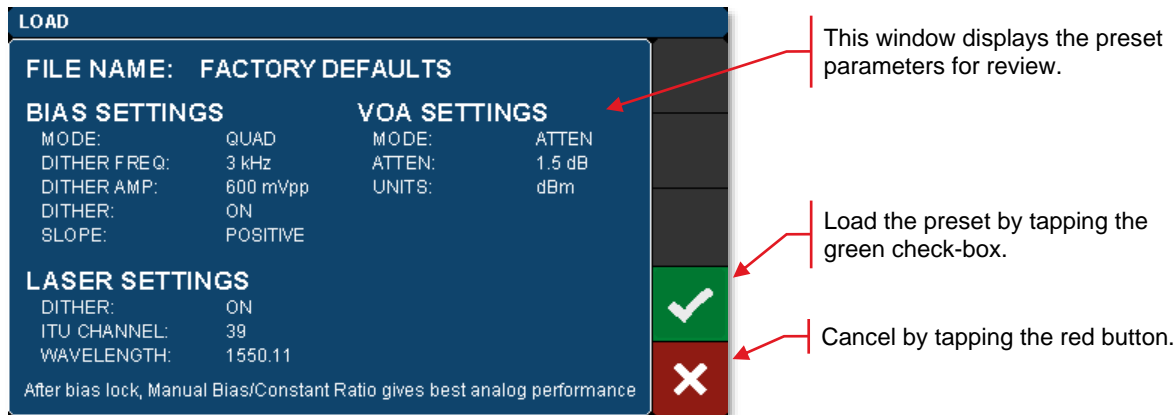 LOAD
FILE NAME: FACTORY DEFAULTS
BIAS SETTINGS
MODE: QUAD
DITHER FREQ: 3 kHz
DITHER AMP: 600 mVpp
DITHER: ON
SLOPE: POSITIVE
VOA SETTINGS
MODE: ATTEN
ATTEN: 1.5 dB
UNITS: dBm
LASER SETTINGS
DITHER: ON
ITU CHANNEL: 39
WAVELENGTH: 1550.11
After bias lock, Manual Bias/Constant Ratio gives best analog performance
This window displays the preset
parameters for review.
Load the preset by tapping the
green check-box.
Cancel by tapping the red button.